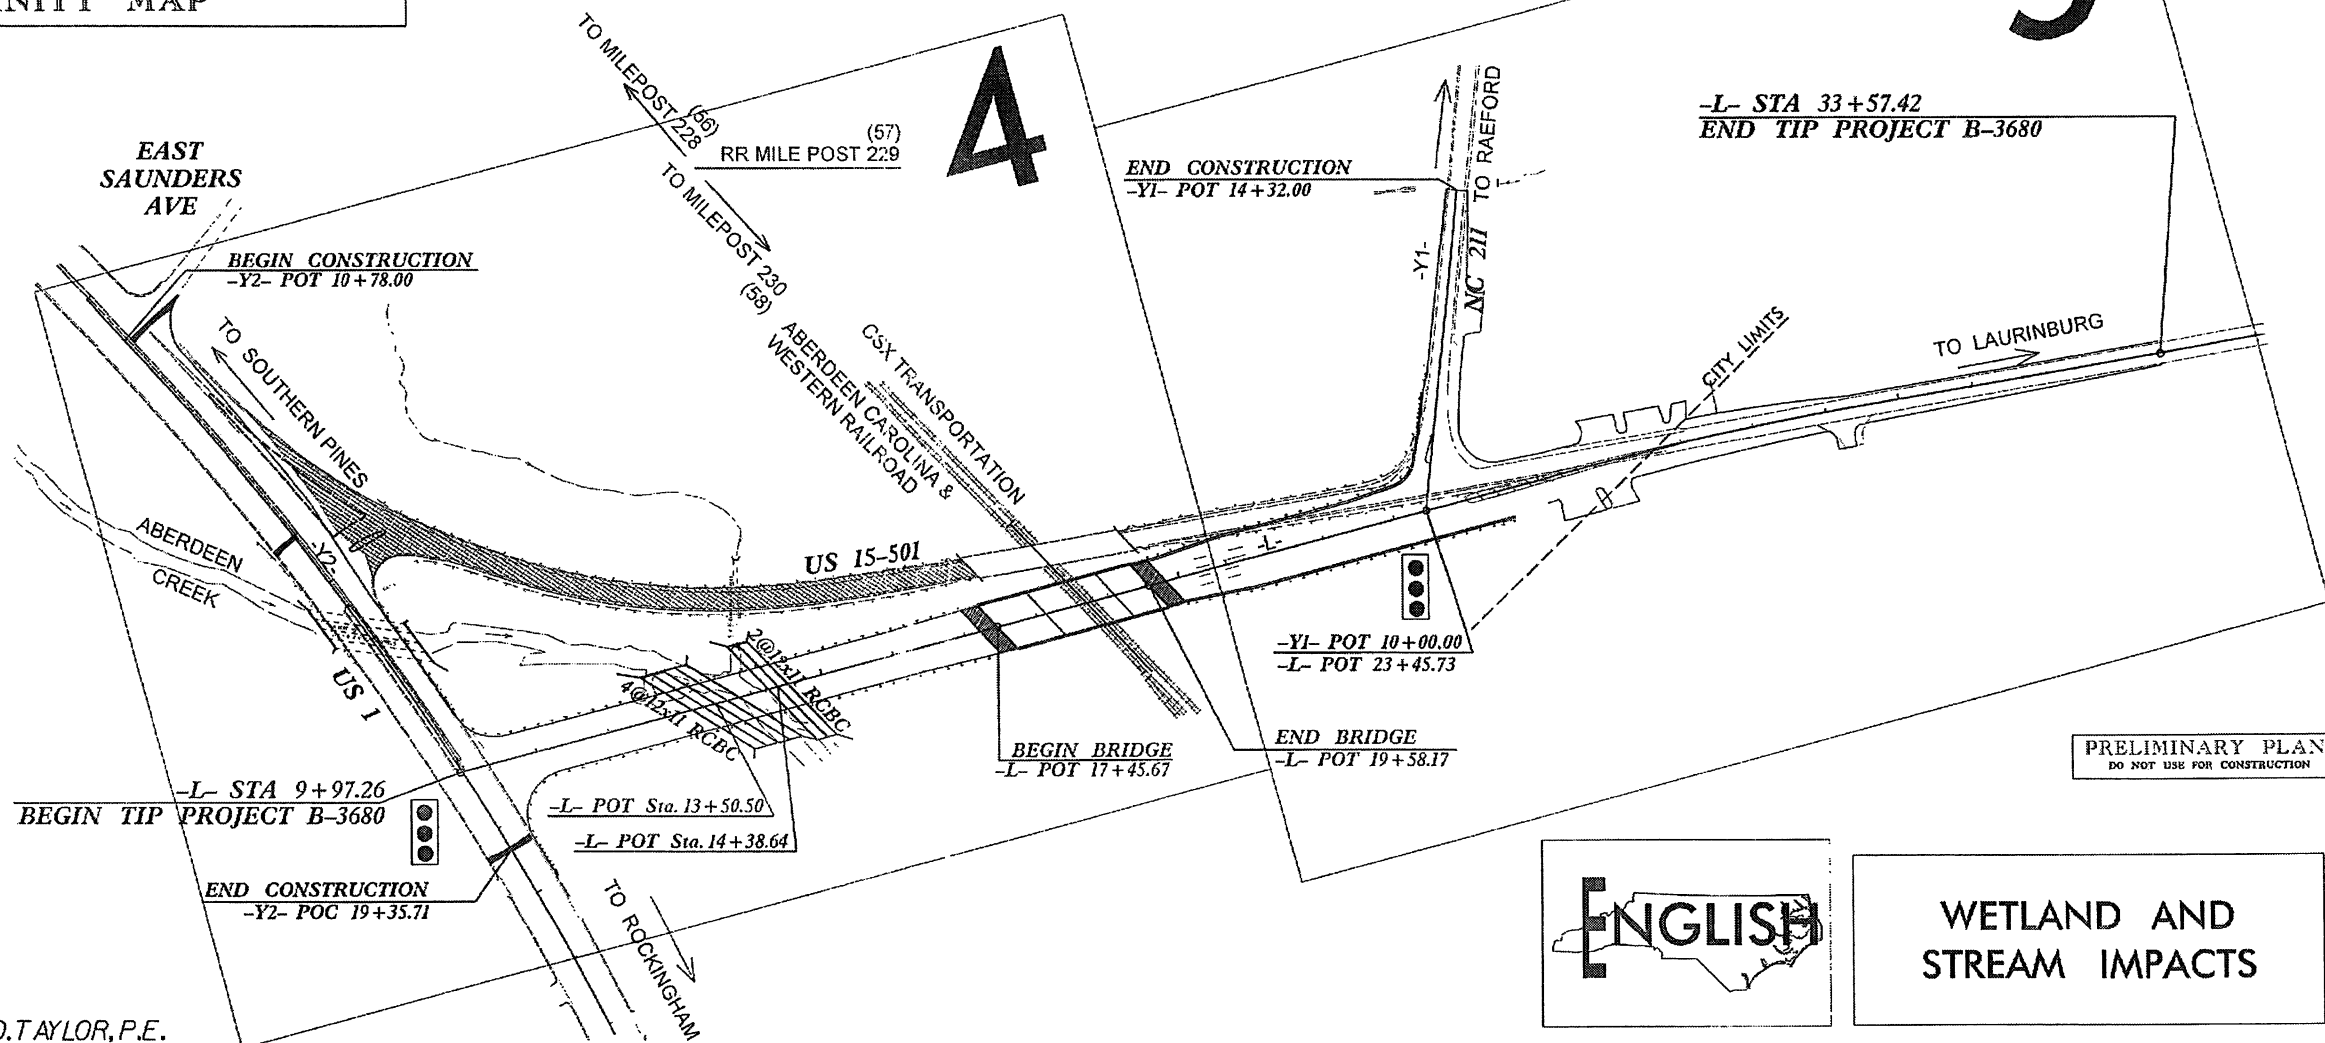 MAP
4
TO MILEPOST 228
(56)
(57)
RR MILE POST 229
TO MILEPOST 230
(58)
-L- STA 33+57.42
END TIP PROJECT B-3680
EAST
SAUNDERS
AVE
END CONSTRUCTION
-Y1- POT 14+32.00
TO RAEFORD
BEGIN CONSTRUCTION
-Y2- POT 10+78.00
-Y1-
NC 211
TO SOUTHERN PINES
CSX TRANSPORTATION
ABERDEEN CAROLINA &
WESTERN RAILROAD
CITY LIMITS
TO LAURINBURG
ABERDEEN
CREEK
-Y2-
US 15-501
-L-
US 1
2@12x11 RCBC
4@12x11 RCBC
-Y1- POT 10+00.00
-L- POT 23+45.73
BEGIN BRIDGE
-L- POT 17+45.67
END BRIDGE
-L- POT 19+58.17
PRELIMINARY PLAN
DO NOT USE FOR CONSTRUCTION
-L- STA 9+97.26
BEGIN TIP PROJECT B-3680
-L- POT Sta. 13+50.50
-L- POT Sta. 14+38.64
END CONSTRUCTION
-Y2- POC 19+35.71
TO ROCKINGHAM
ENGLISH
WETLAND AND
STREAM IMPACTS
TAYLOR, P.E.